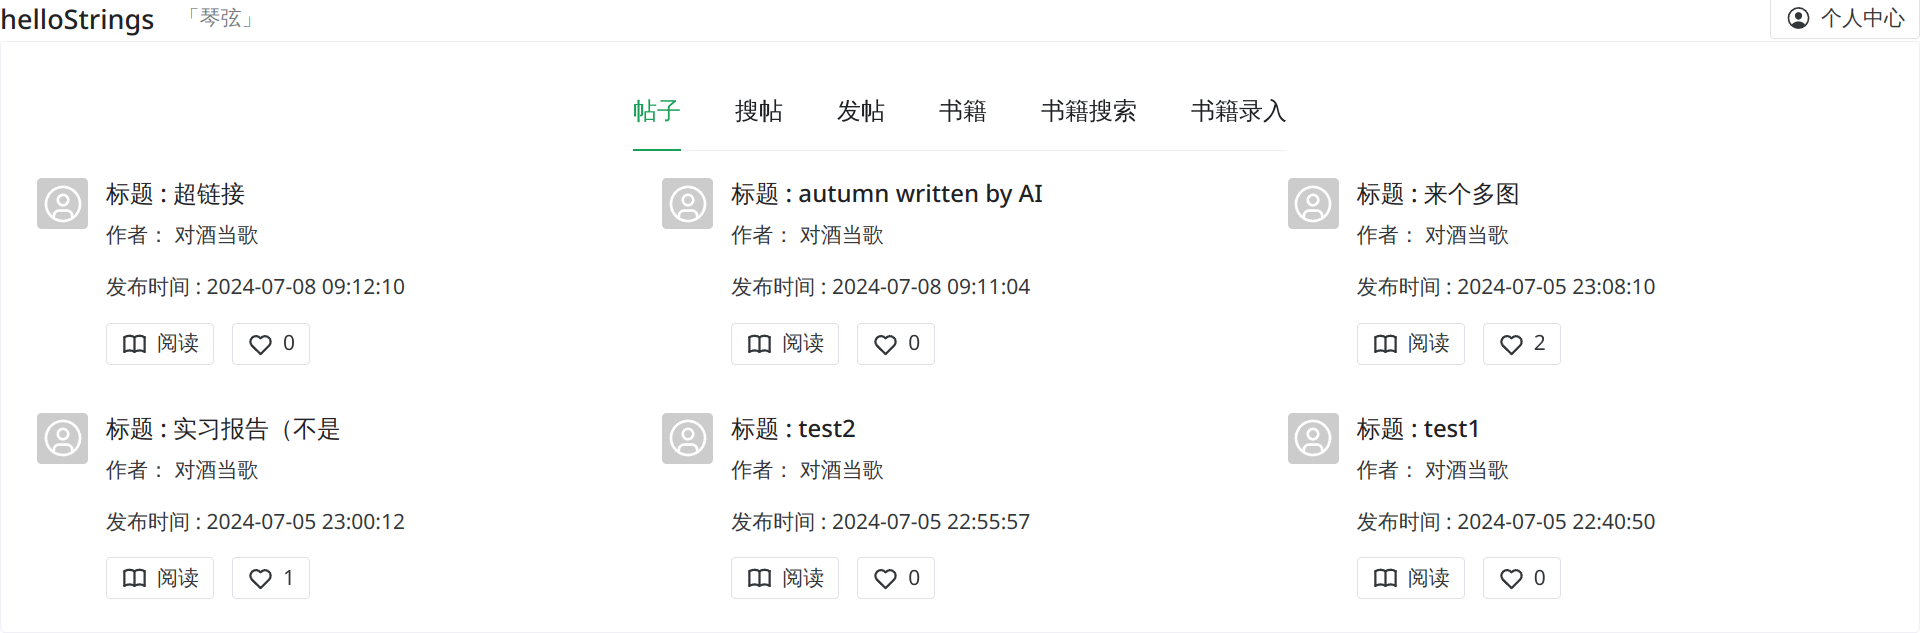 helloStrings 「琴弦」 个人中心
帖子 搜帖 发帖 书籍 书籍搜索 书籍录入
标题 : 超链接
作者： 对酒当歌
发布时间 : 2024-07-08 09:12:10
阅读 0
标题 : autumn written by AI
作者： 对酒当歌
发布时间 : 2024-07-08 09:11:04
阅读 0
标题 : 来个多图
作者： 对酒当歌
发布时间 : 2024-07-05 23:08:10
阅读 2
标题 : 实习报告（不是
作者： 对酒当歌
发布时间 : 2024-07-05 23:00:12
阅读 1
标题 : test2
作者： 对酒当歌
发布时间 : 2024-07-05 22:55:57
阅读 0
标题 : test1
作者： 对酒当歌
发布时间 : 2024-07-05 22:40:50
阅读 0